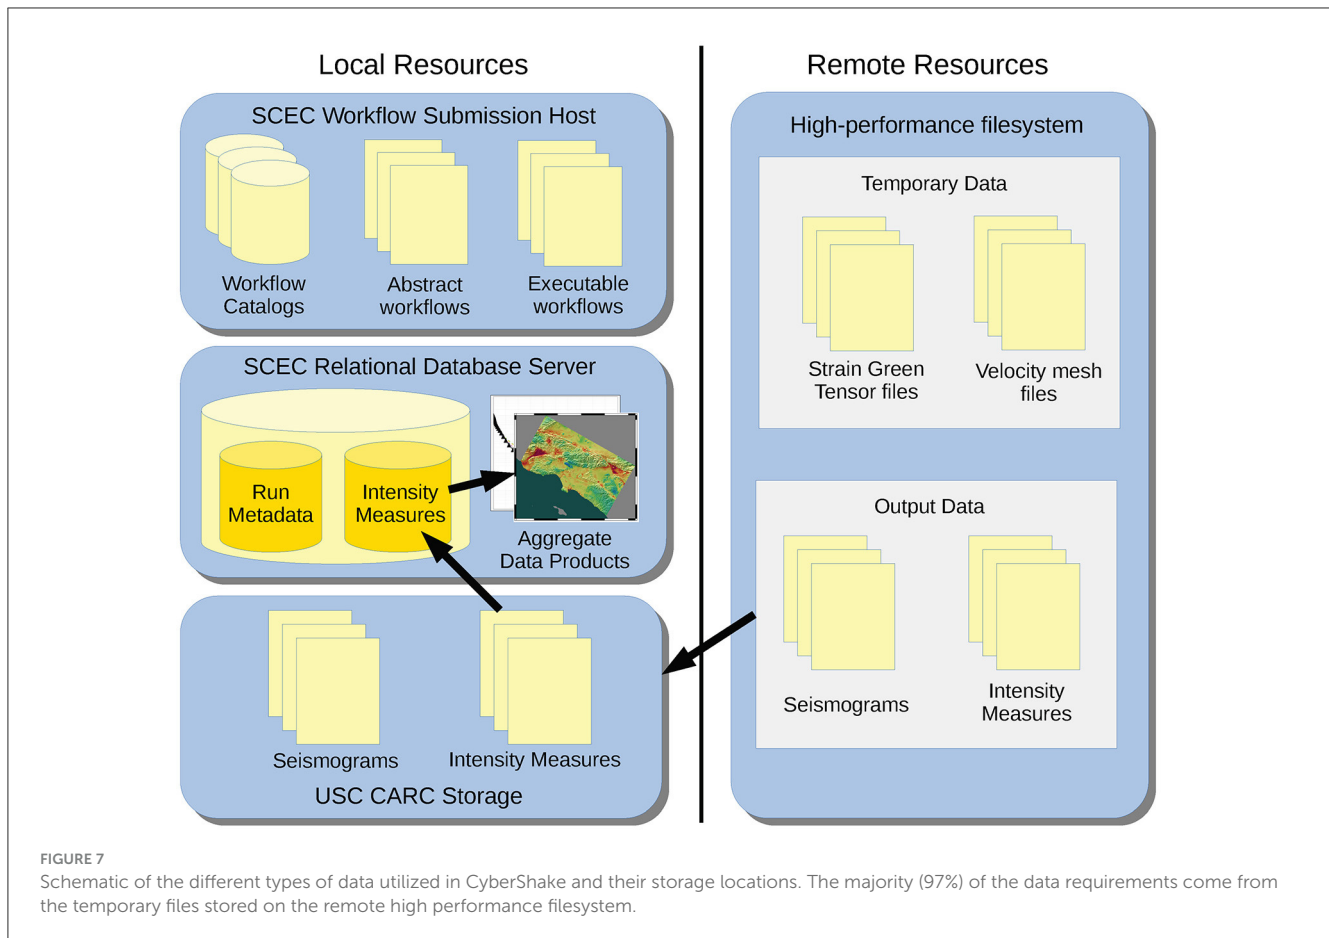 Local Resources
SCEC Workflow Submission Host
Workflow
Catalogs
Abstract
workflows
Executable
workflows
SCEC Relational Database Server
Run
Metadata
Intensity
Measures
Aggregate
Data Products
Seismograms
Intensity Measures
USC CARC Storage
Remote Resources
High-performance filesystem
Temporary Data
Strain Green
Tensor files
Velocity mesh
files
Output Data
Seismograms
Intensity
Measures
FIGURE 7
Schematic of the different types of data utilized in CyberShake and their storage locations. The majority (97%) of the data requirements come from
the temporary files stored on the remote high performance filesystem.